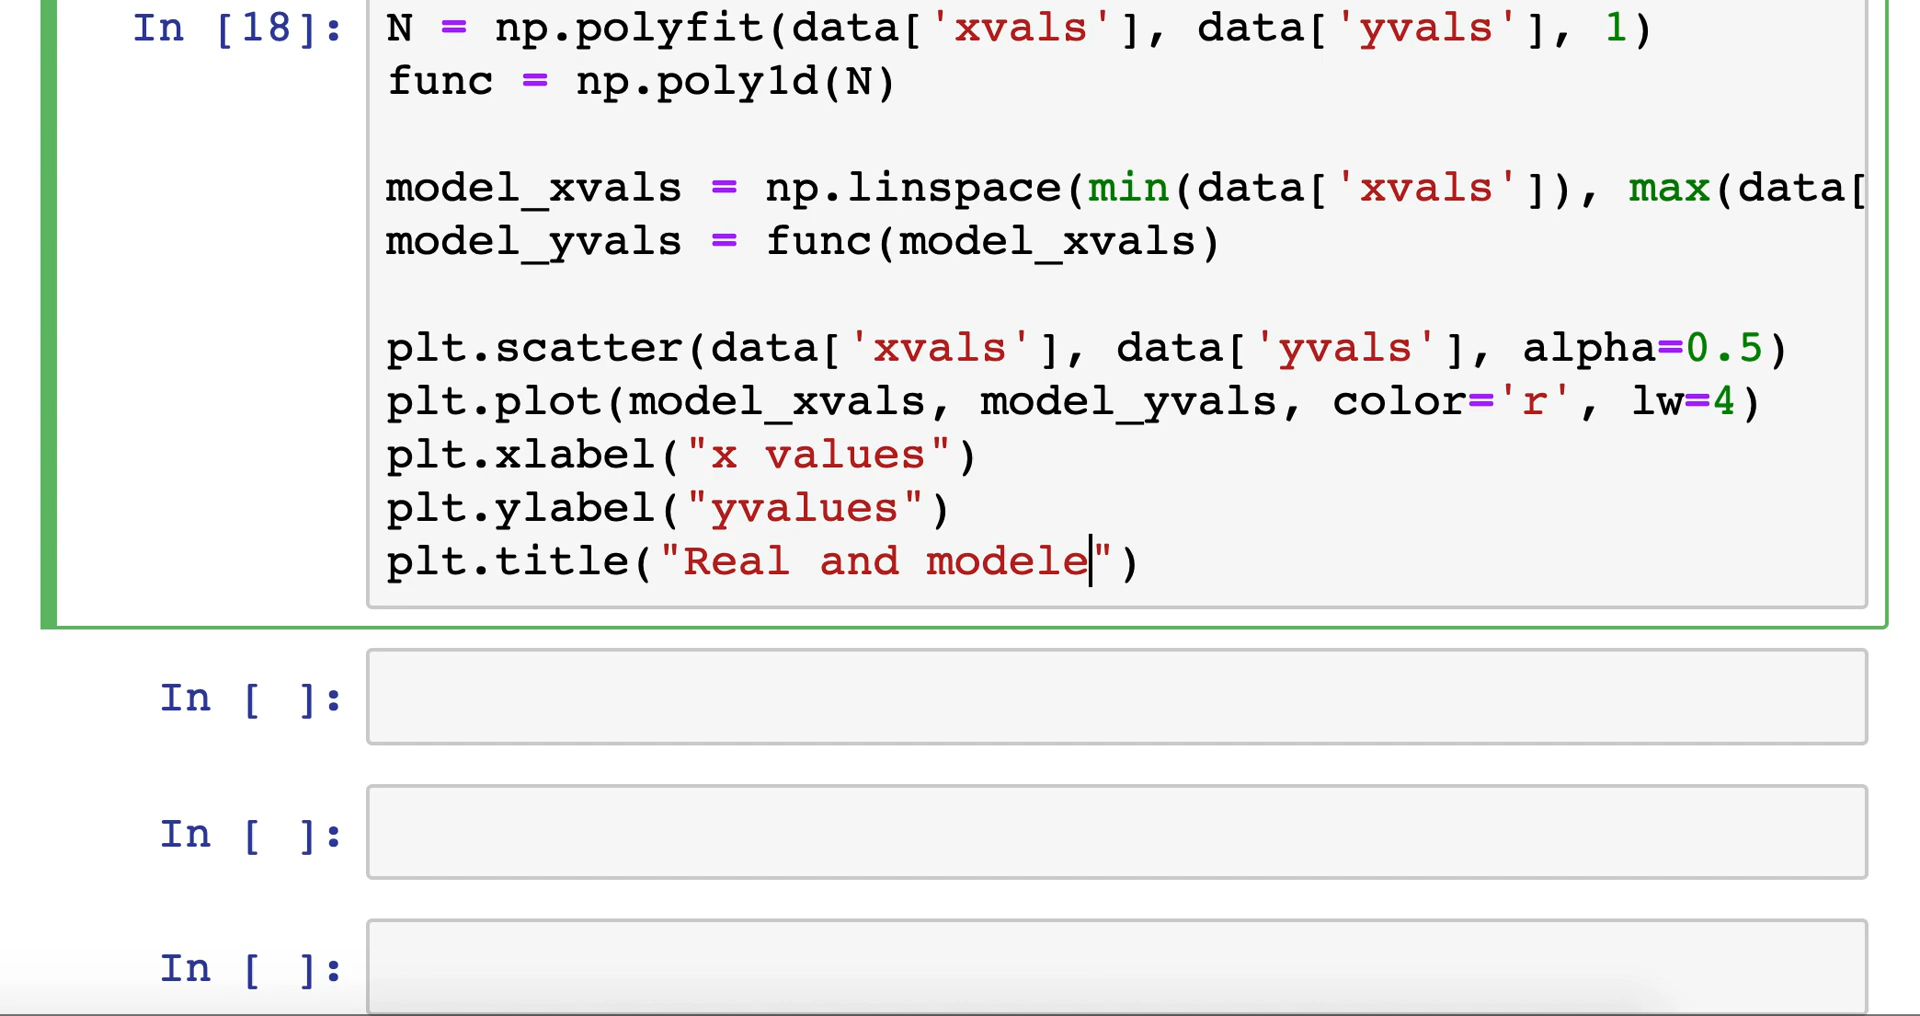 In [18]: N = np.polyfit(data['xvals'], data['yvals'], 1)
func = np.poly1d(N)
model_xvals = np.linspace(min(data['xvals']), max(data[
model_yvals = func(model_xvals)
plt.scatter(data['xvals'], data['yvals'], alpha=0.5)
plt.plot(model_xvals, model_yvals, color='r', lw=4)
plt.xlabel("x values")
plt.ylabel("yvalues")
plt.title("Real and modele")
In [ ]:
In [ ]:
In [ ]: